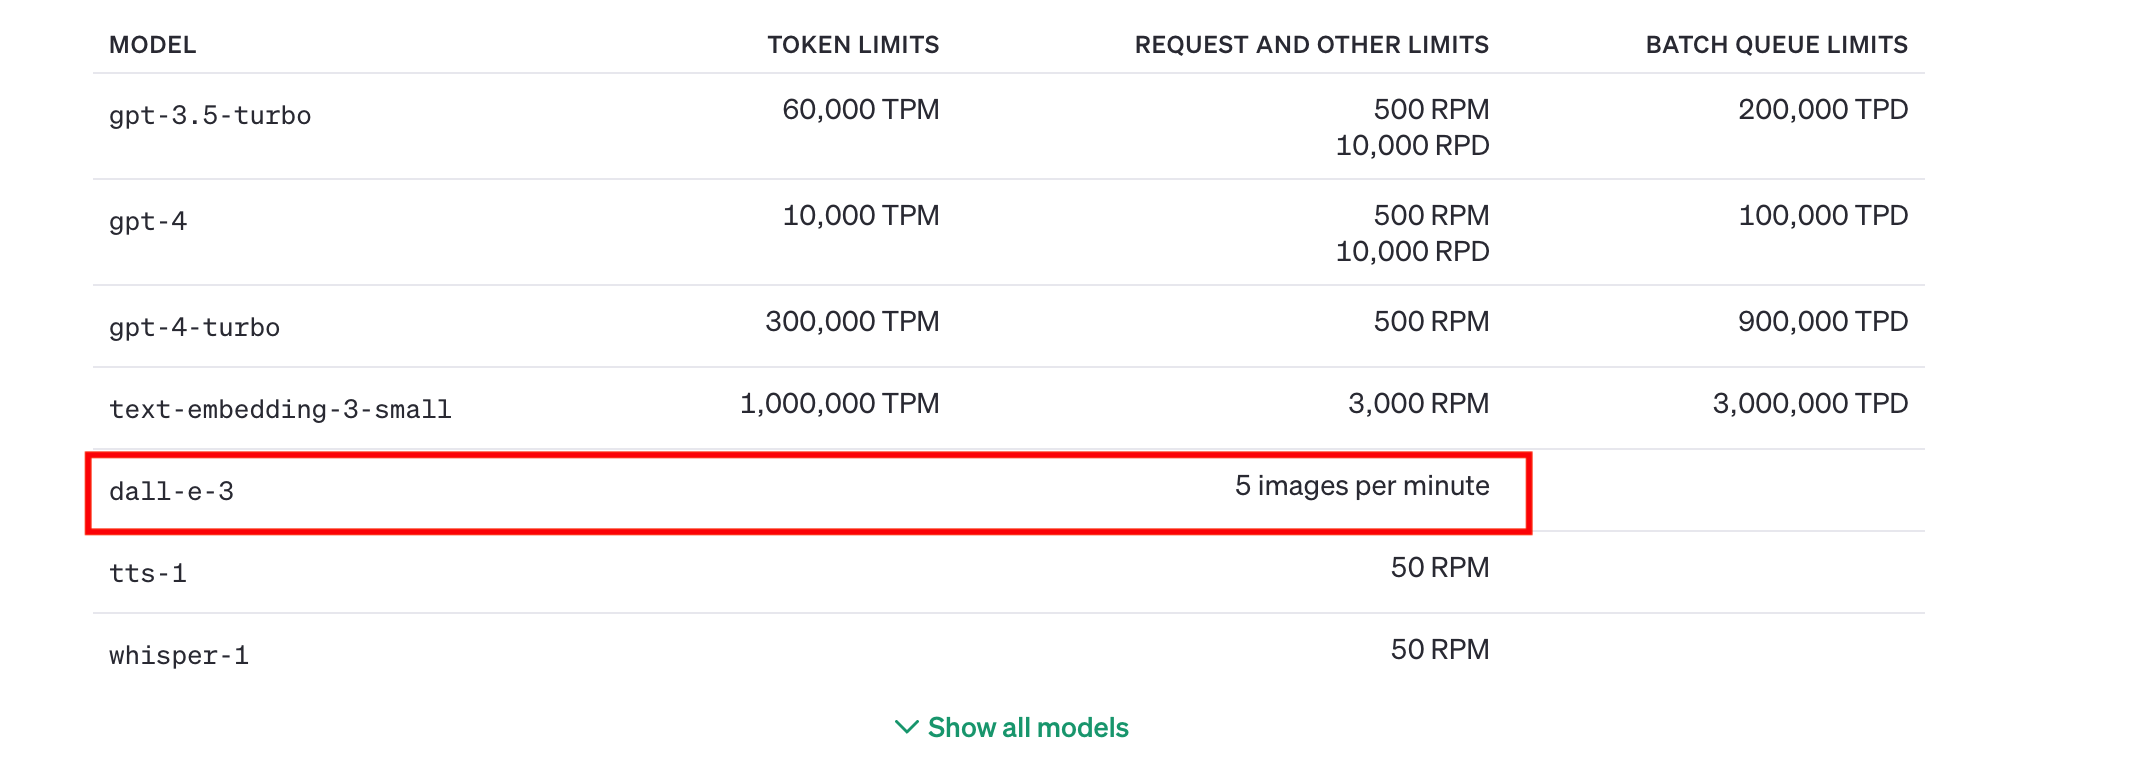 MODEL TOKEN LIMITS REQUEST AND OTHER LIMITS BATCH QUEUE LIMITS
gpt-3.5-turbo 60,000 TPM 500 RPM 200,000 TPD
10,000 RPD
gpt-4 10,000 TPM 500 RPM 100,000 TPD
10,000 RPD
gpt-4-turbo 300,000 TPM 500 RPM 900,000 TPD
text-embedding-3-small 1,000,000 TPM 3,000 RPM 3,000,000 TPD
dall-e-3 5 images per minute
tts-1 50 RPM
whisper-1 50 RPM
Show all models